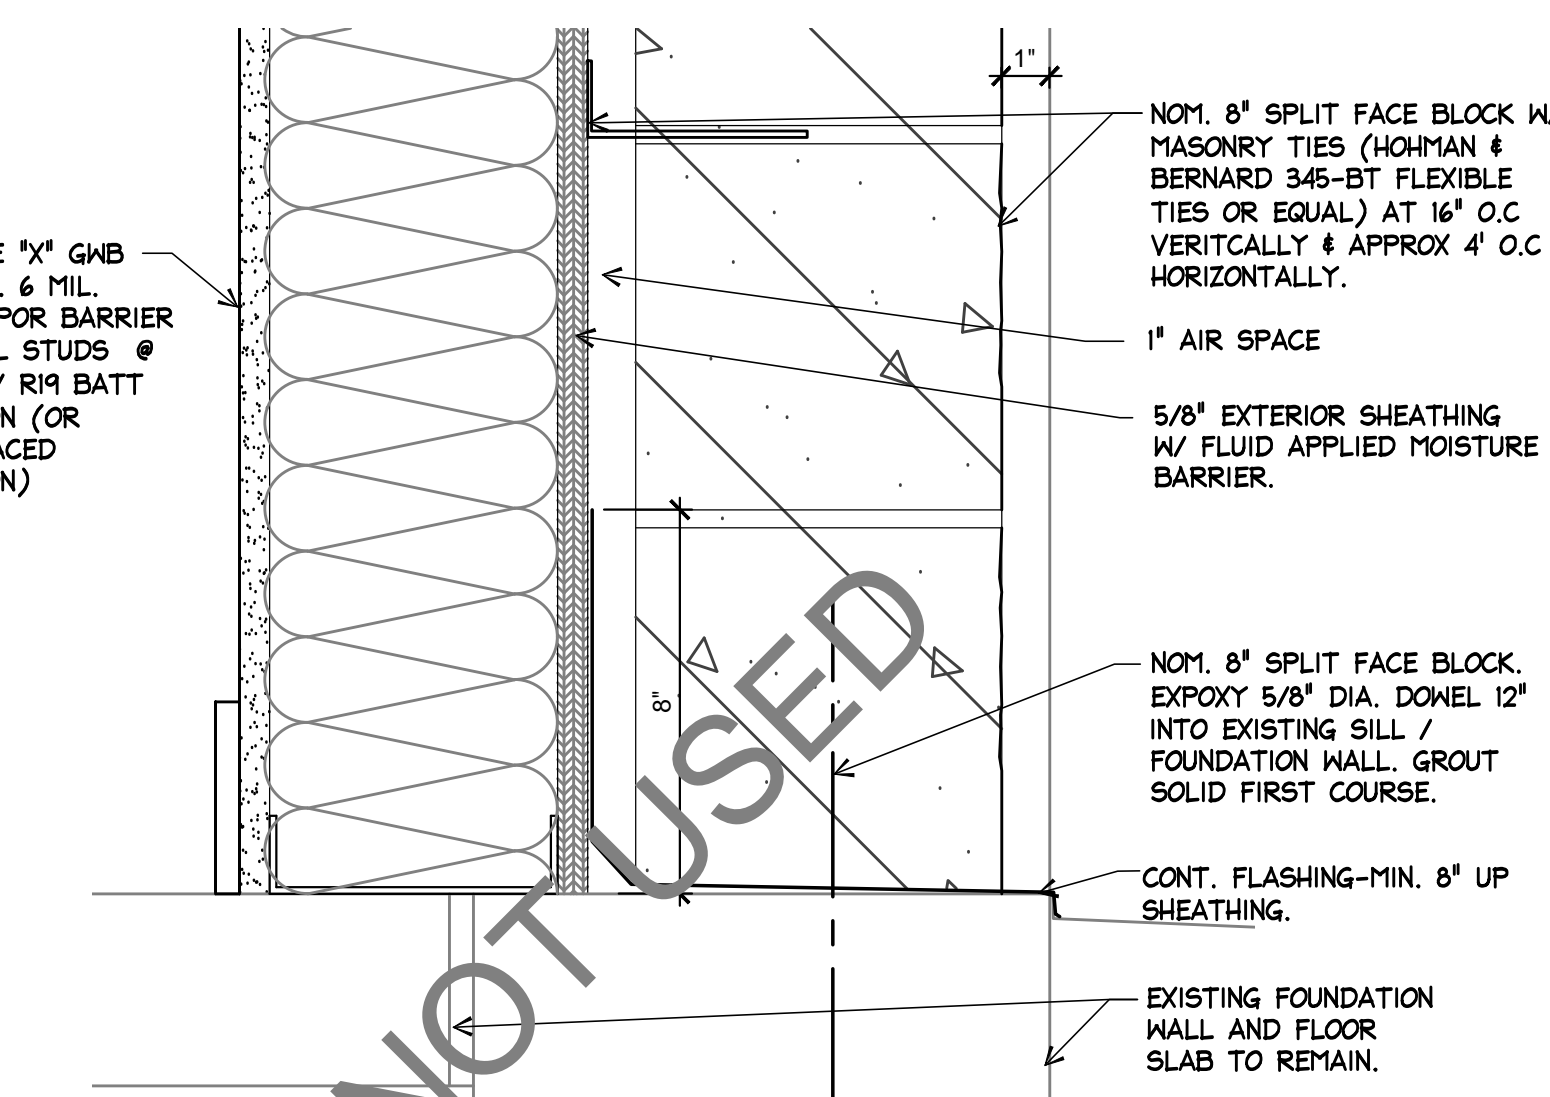 1"
NOM. 8" SPLIT FACE BLOCK W/
MASONRY TIES (HOHMAN &
BERNARD 345-BT FLEXIBLE
TIES OR EQUAL) AT 16" O.C
VERITCALLY & APPROX 4' O.C
HORIZONTALLY.
"X" GWB
6 MIL.
BARRIER
STUDS @
R19 BATT
(OR
1" AIR SPACE
5/8" EXTERIOR SHEATHING
W/ FLUID APPLIED MOISTURE
BARRIER.
8"
NOM. 8" SPLIT FACE BLOCK.
EXPOXY 5/8" DIA. DOWEL 12"
INTO EXISTING SILL /
FOUNDATION WALL. GROUT
SOLID FIRST COURSE.
CONT. FLASHING-MIN. 8" UP
SHEATHING.
EXISTING FOUNDATION
WALL AND FLOOR
SLAB TO REMAIN.
NOT USED